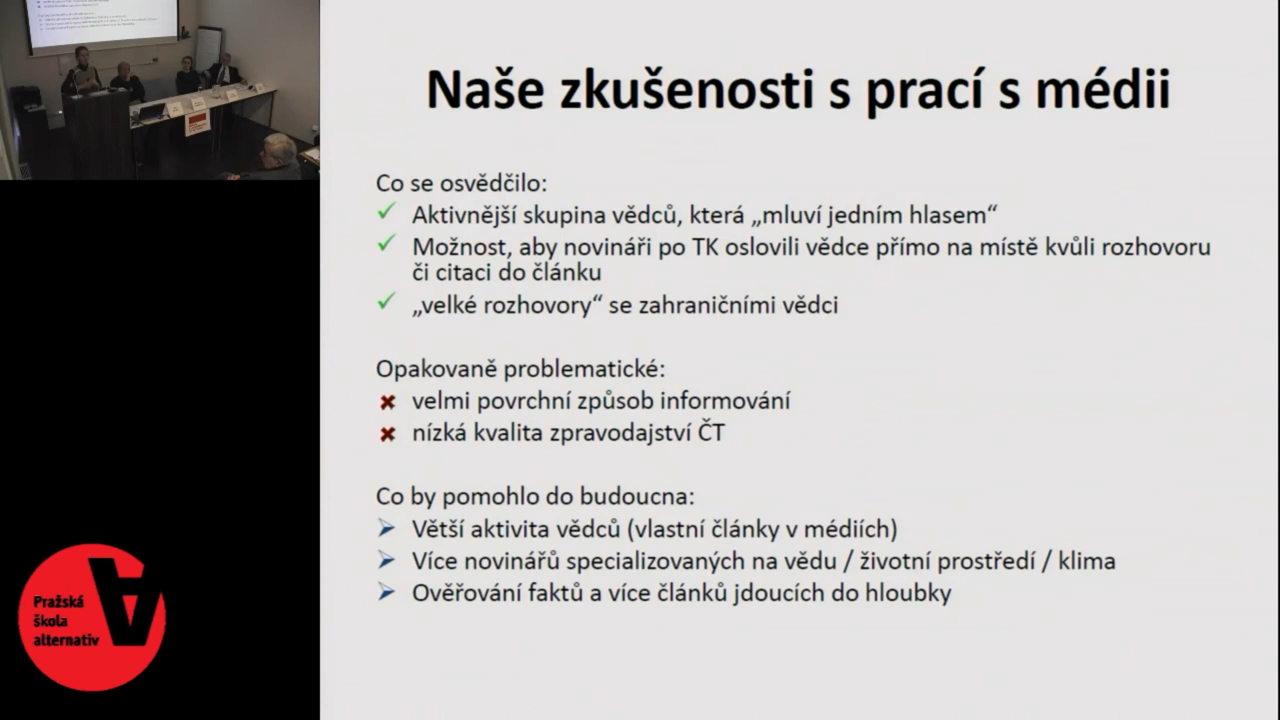 Naše zkušenosti s prací s médii
Co se osvědčilo:
Aktivnější skupina vědců, která „mluví jedním hlasem“
Možnost, aby novináři po TK oslovili vědce přímo na místě kvůli rozhovoru
či citaci do článku
„velké rozhovory“ se zahraničními vědci
Opakovaně problematické:
velmi povrchní způsob informování
nízká kvalita zpravodajství ČT
Co by pomohlo do budoucna:
Větší aktivita vědců (vlastní články v médiích)
Více novinářů specializovaných na vědu / životní prostředí / klima
Ověřování faktů a více článků jdoucích do hloubky
Pražská
škola
alternativ